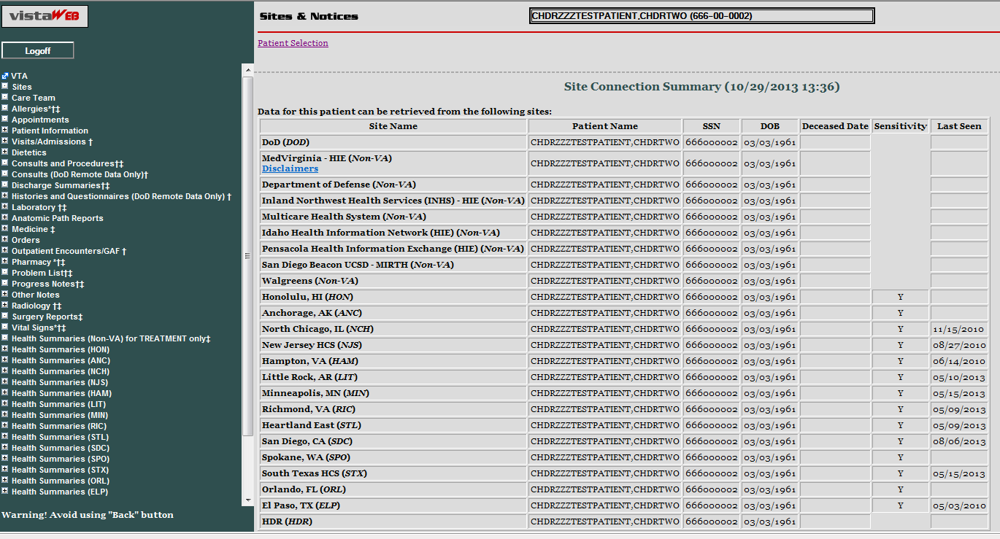 vistaWEB
Logoff
VTA
Sites
Care Team
Allergies*†‡
Appointments
Patient Information
Visits/Admissions †
Dietetics
Consults and Procedures†‡
Consults (DoD Remote Data Only)†
Discharge Summaries†‡
Histories and Questionnaires (DoD Remote Data Only) †
Laboratory †‡
Anatomic Path Reports
Medicine ‡
Orders
Outpatient Encounters/GAF †
Pharmacy *†‡
Problem List†‡
Progress Notes†‡
Other Notes
Radiology †‡
Surgery Reports‡
Vital Signs*†‡
Health Summaries (Non-VA) for TREATMENT only‡
Health Summaries (HON)
Health Summaries (ANC)
Health Summaries (NCH)
Health Summaries (NJS)
Health Summaries (HAM)
Health Summaries (LIT)
Health Summaries (MIN)
Health Summaries (RIC)
Health Summaries (STL)
Health Summaries (SDC)
Health Summaries (SPO)
Health Summaries (STX)
Health Summaries (ORL)
Health Summaries (ELP)
Warning! Avoid using "Back" button
Sites & Notices
CHDRZZZTESTPATIENT,CHDRTWO (666-00-0002)
Patient Selection
Site Connection Summary (10/29/2013 13:36)
Data for this patient can be retrieved from the following sites:
Site Name Patient Name SSN DOB Deceased Date Sensitivity Last Seen
DoD (DOD) CHDRZZZTESTPATIENT,CHDRTWO 666000002 03/03/1961
MedVirginia - HIE (Non-VA)
Disclaimers CHDRZZZTESTPATIENT,CHDRTWO 666000002 03/03/1961
Department of Defense (Non-VA) CHDRZZZTESTPATIENT,CHDRTWO 666000002 03/03/1961
Inland Northwest Health Services (INHS) - HIE (Non-VA) CHDRZZZTESTPATIENT,CHDRTWO 666000002 03/03/1961
Multicare Health System (Non-VA) CHDRZZZTESTPATIENT,CHDRTWO 666000002 03/03/1961
Idaho Health Information Network (HIE) (Non-VA) CHDRZZZTESTPATIENT,CHDRTWO 666000002 03/03/1961
Pensacola Health Information Exchange (HIE) (Non-VA) CHDRZZZTESTPATIENT,CHDRTWO 666000002 03/03/1961
San Diego Beacon UCSD - MIRTH (Non-VA) CHDRZZZTESTPATIENT,CHDRTWO 666000002 03/03/1961
Walgreens (Non-VA) CHDRZZZTESTPATIENT,CHDRTWO 666000002 03/03/1961
Honolulu, HI (HON) CHDRZZZTESTPATIENT,CHDRTWO 666000002 03/03/1961 Y
Anchorage, AK (ANC) CHDRZZZTESTPATIENT,CHDRTWO 666000002 03/03/1961 Y
North Chicago, IL (NCH) CHDRZZZTESTPATIENT,CHDRTWO 666000002 03/03/1961 Y 11/15/2010
New Jersey HCS (NJS) CHDRZZZTESTPATIENT,CHDRTWO 666000002 03/03/1961 Y 08/27/2010
Hampton, VA (HAM) CHDRZZZTESTPATIENT,CHDRTWO 666000002 03/03/1961 Y 06/14/2010
Little Rock, AR (LIT) CHDRZZZTESTPATIENT,CHDRTWO 666000002 03/03/1961 Y 05/10/2013
Minneapolis, MN (MIN) CHDRZZZTESTPATIENT,CHDRTWO 666000002 03/03/1961 Y 05/15/2013
Richmond, VA (RIC) CHDRZZZTESTPATIENT,CHDRTWO 666000002 03/03/1961 Y 05/09/2013
Heartland East (STL) CHDRZZZTESTPATIENT,CHDRTWO 666000002 03/03/1961 Y 05/09/2013
San Diego, CA (SDC) CHDRZZZTESTPATIENT,CHDRTWO 666000002 03/03/1961 Y 08/06/2013
Spokane, WA (SPO) CHDRZZZTESTPATIENT,CHDRTWO 666000002 03/03/1961 Y
South Texas HCS (STX) CHDRZZZTESTPATIENT,CHDRTWO 666000002 03/03/1961 Y 05/15/2013
Orlando, FL (ORL) CHDRZZZTESTPATIENT,CHDRTWO 666000002 03/03/1961 Y
El Paso, TX (ELP) CHDRZZZTESTPATIENT,CHDRTWO 666000002 03/03/1961 Y 05/03/2010
HDR (HDR) CHDRZZZTESTPATIENT,CHDRTWO 666000002 03/03/1961